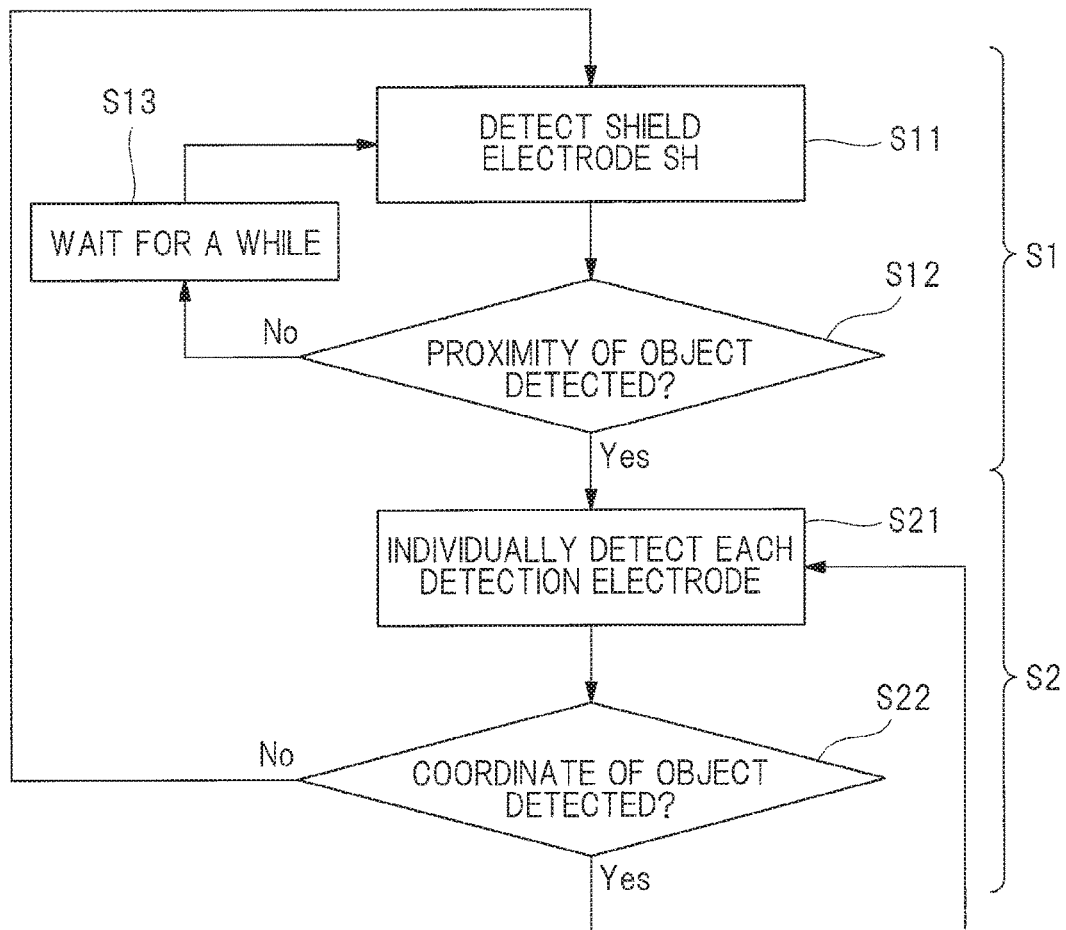 S13
DETECT SHIELD
ELECTRODE SH
S11
WAIT FOR A WHILE
S1
S12
No
PROXIMITY OF OBJECT
DETECTED?
Yes
S21
INDIVIDUALLY DETECT EACH
DETECTION ELECTRODE
S2
S22
No
COORDINATE OF OBJECT
DETECTED?
Yes